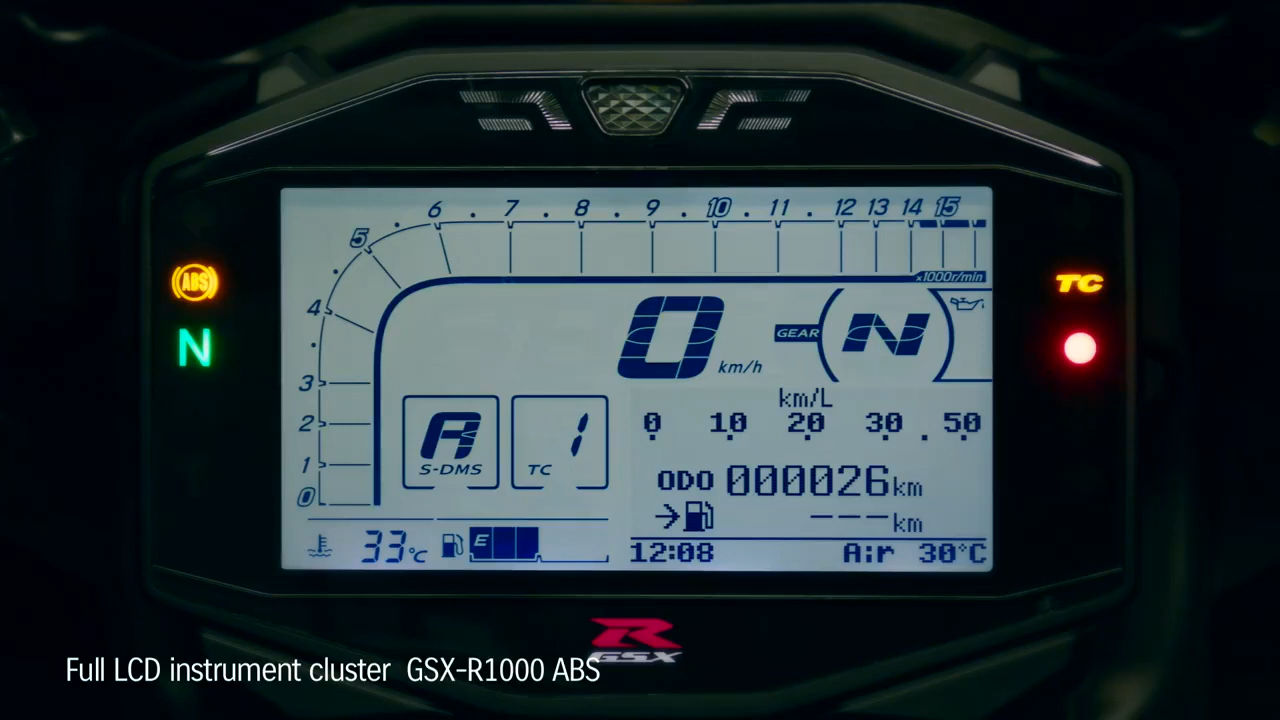 6 . 7 . 8 . 9 . 10 . 11 . 12 13 14 15
5
×1000r/min
ABS
TC
4
N
0 km/h
GEAR N
3
km/L
0 10 20 30 . 50
2
A
S-DMS
TC 1
1
ODO 000026km
0
---km
33°C
E
12:08
Air 30°C
R
GSX
Full LCD instrument cluster GSX-R1000 ABS